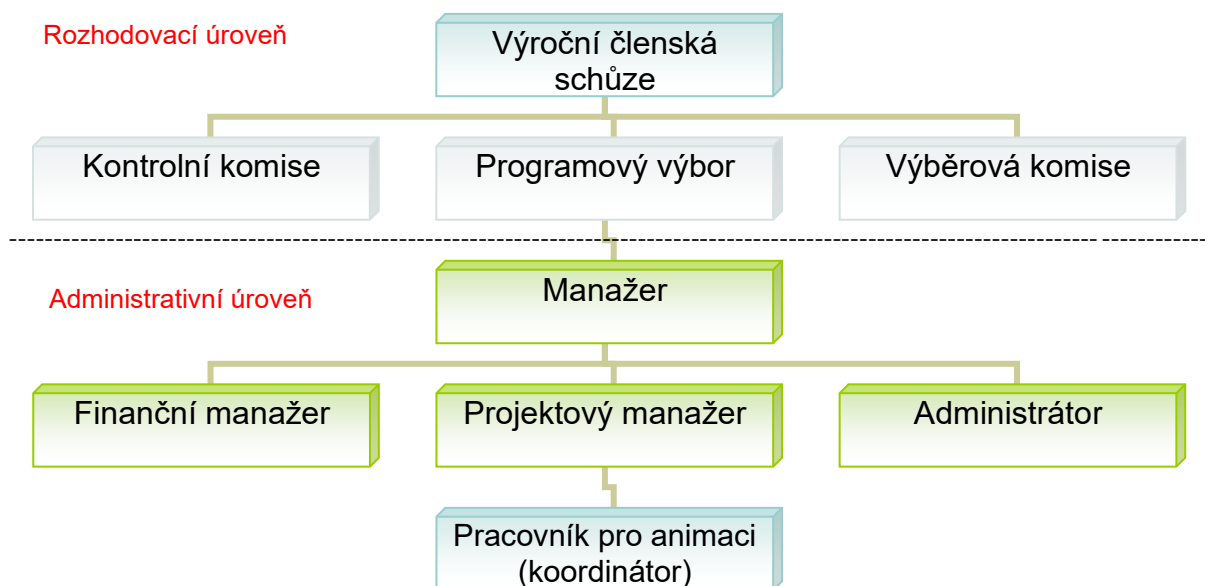 Rozhodovací úroveň
Výroční členská
schůze
Kontrolní komise
Programový výbor
Výběrová komise
Administrativní úroveň
Manažer
Finanční manažer
Projektový manažer
Administrátor
Pracovník pro animaci
(koordinátor)